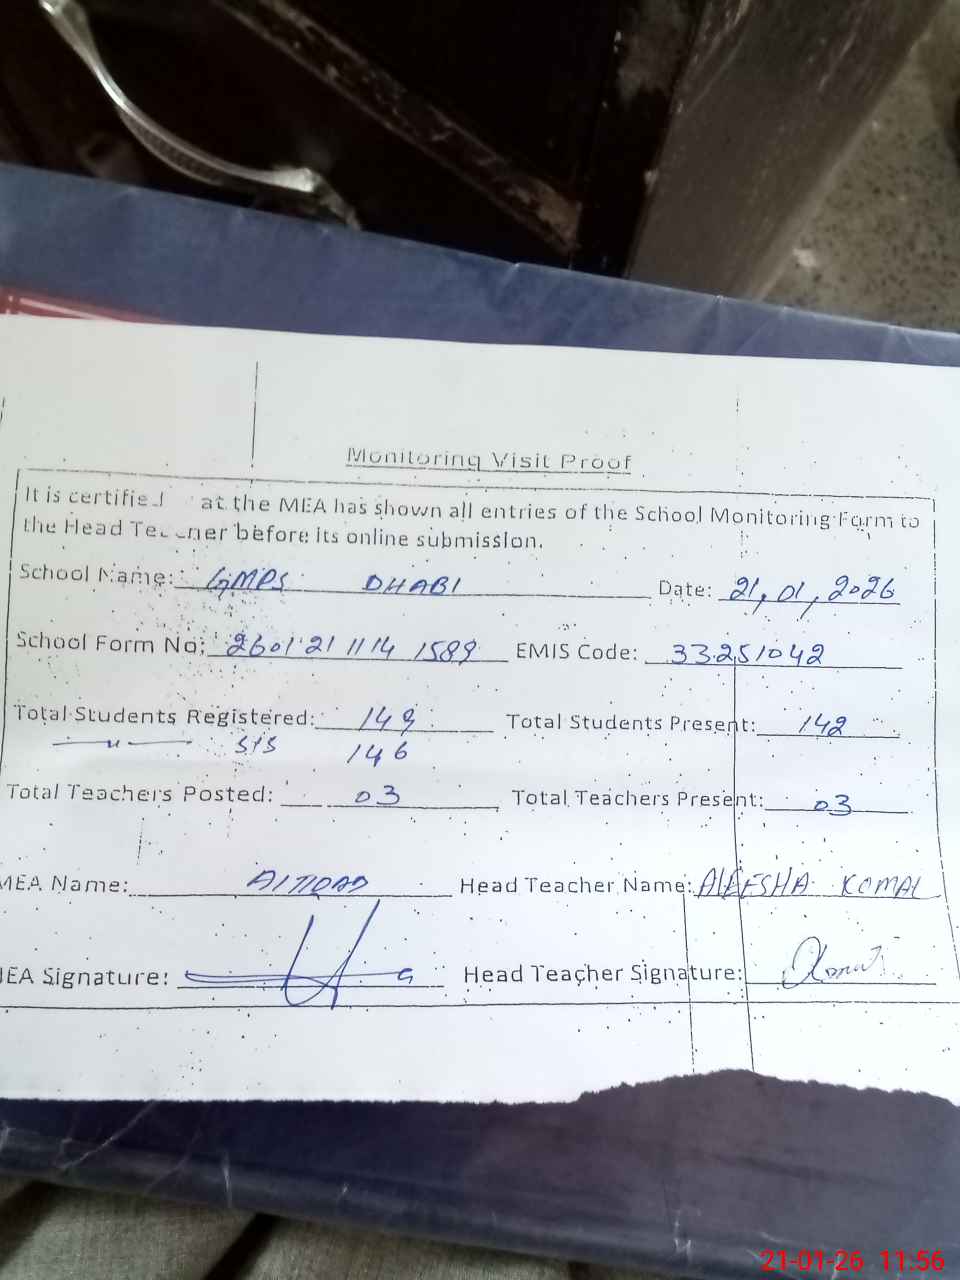 Monitoring Visit Proof
It is certified at the MEA has shown all entries of the School Monitoring Form to
the Head Teacher before its online submission.
School Name: GMPS DHABI Date: 21,01,2026
School Form No: 2601 21 1114 1589 EMIS Code: 33251042
Total Students Registered: 149 Total Students Present: 142
—〃— SIS 146
Total Teachers Posted: 03 Total Teachers Present: 03
MEA Name: Head Teacher Name: ALEESHA KOMAL
MEA Signature: Head Teacher Signature: Komal
21-01-26 11:56